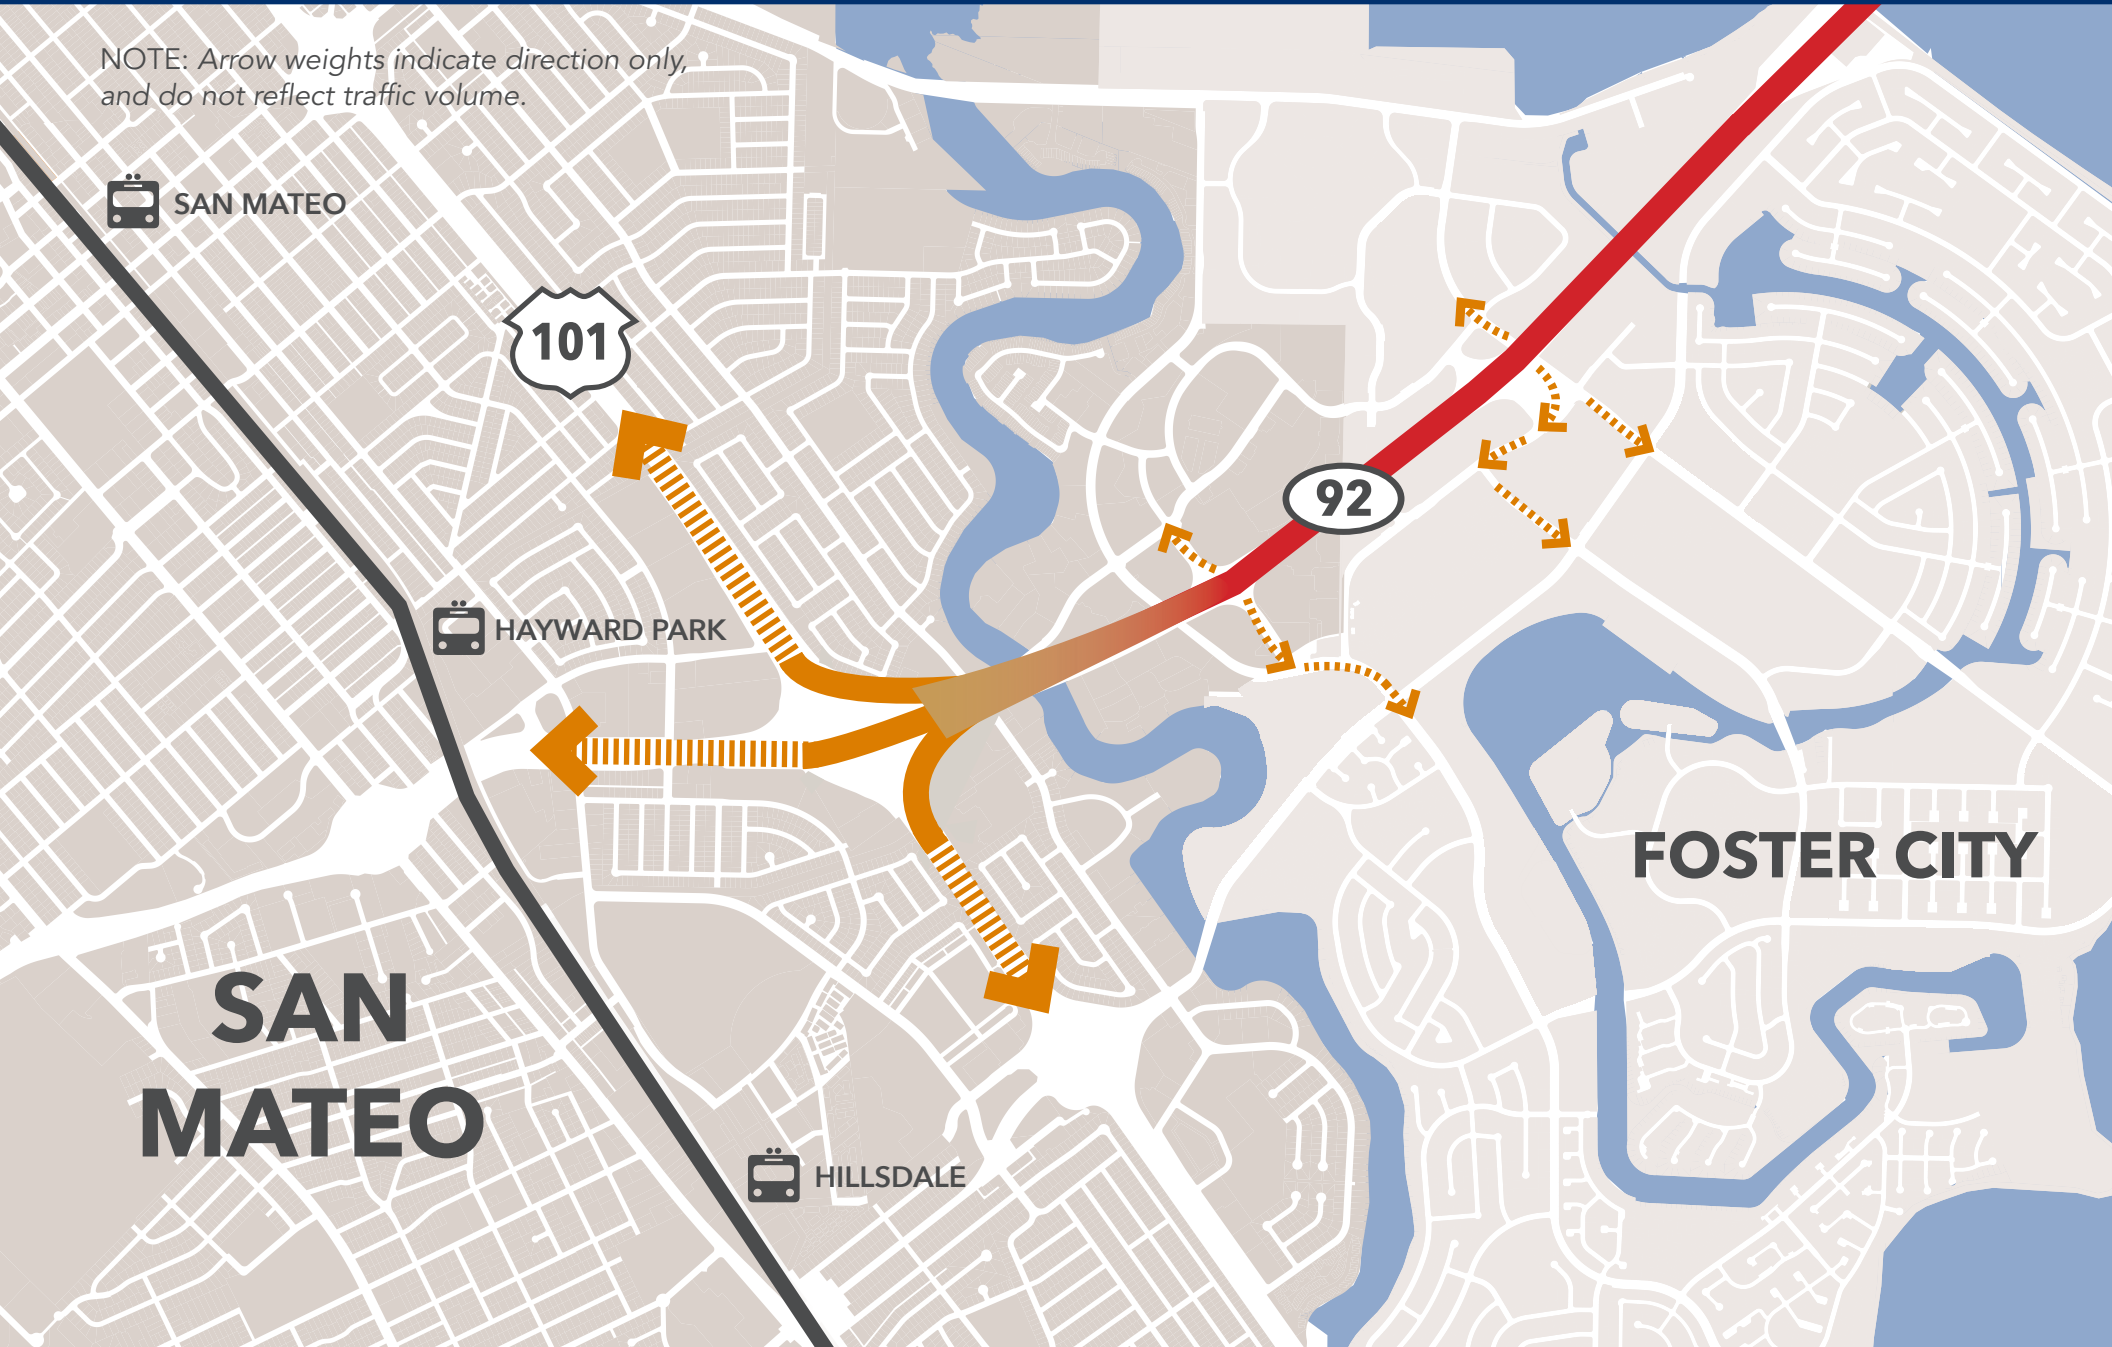 NOTE: Arrow weights indicate direction only,
and do not reflect traffic volume.
SAN MATEO
101
92
HAYWARD PARK
FOSTER CITY
SAN
MATEO
HILLSDALE